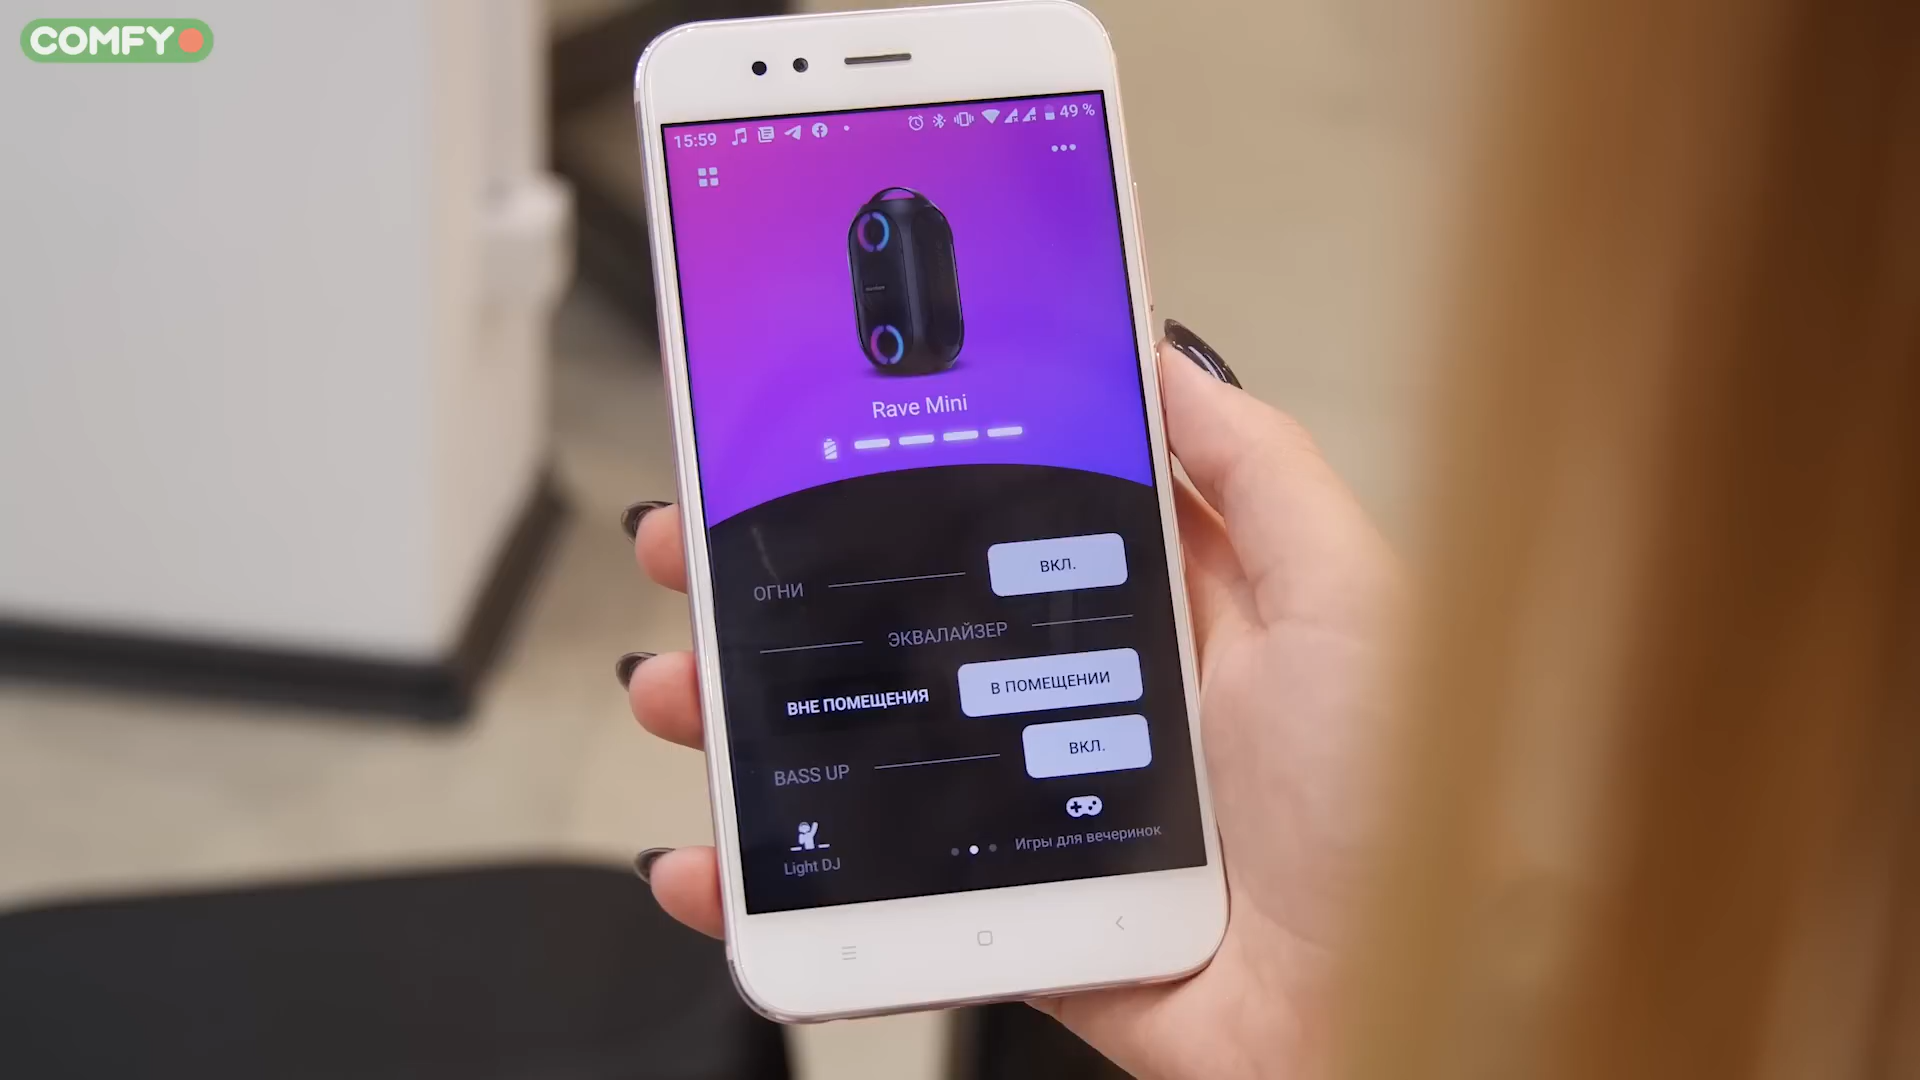 COMFY
15:59
49 %
Rave Mini
ОГНИ
ВКЛ.
ЭКВАЛАЙЗЕР
ВНЕ ПОМЕЩЕНИЯ
В ПОМЕЩЕНИИ
BASS UP
ВКЛ.
Light DJ
Игры для вечеринок